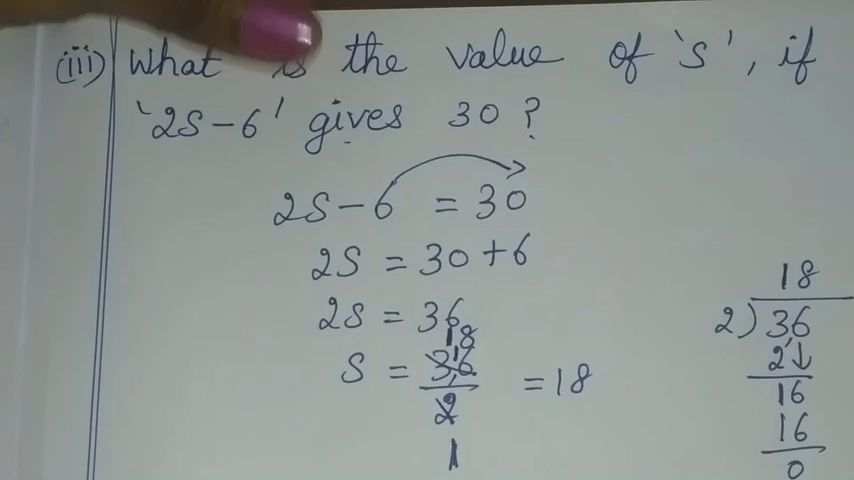 (iii) What is the value of 's', if
'2s-6' gives 30?
2s-6 = 30
2s = 30+6
2s = 36
18
s = 36/2 = 18
1
18
2)36
2↓
16
16
0